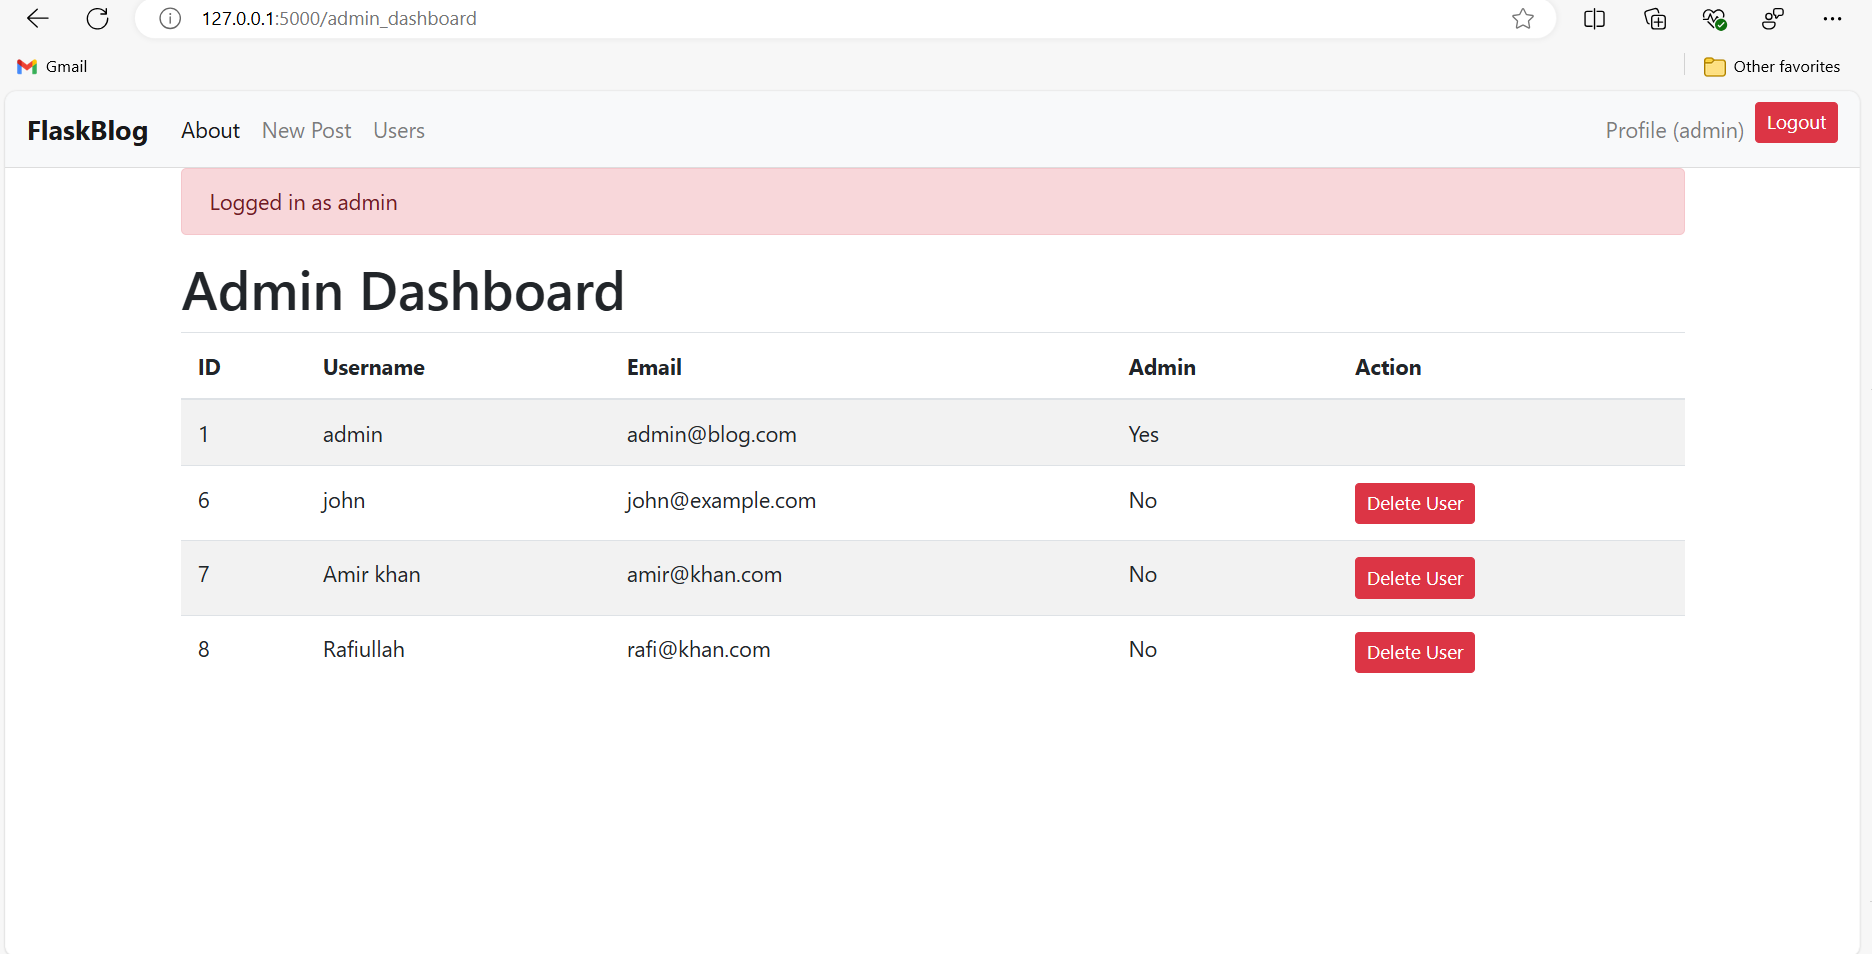 127.0.0.1:5000/admin_dashboard
Gmail Other favorites
FlaskBlog About New Post Users Profile (admin) Logout
Logged in as admin
Admin Dashboard
ID Username Email Admin Action
1 admin admin@blog.com Yes
6 john john@example.com No Delete User
7 Amir khan amir@khan.com No Delete User
8 Rafiullah rafi@khan.com No Delete User